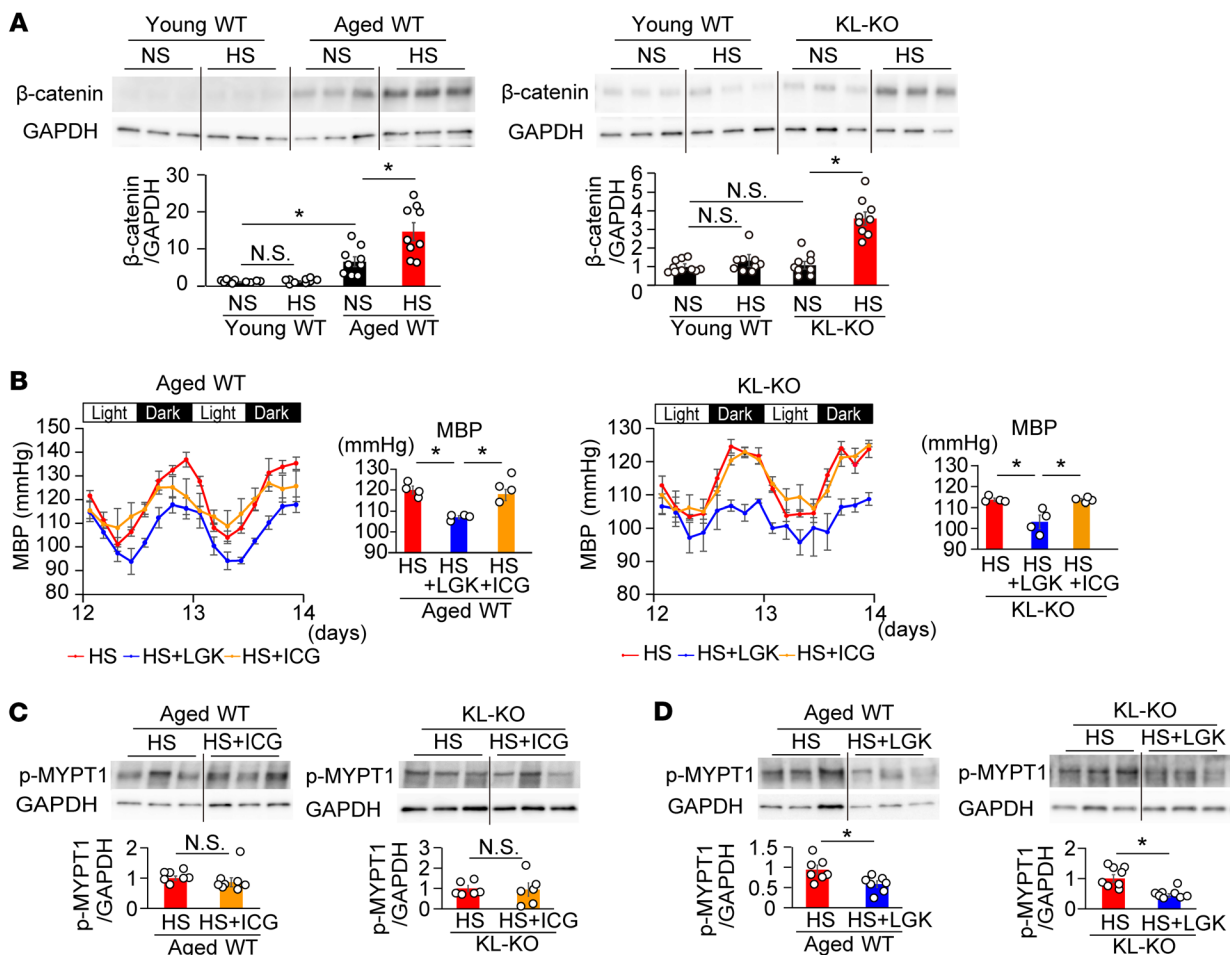 A
Young WT Aged WT
NS HS NS HS
β-catenin
GAPDH
β-catenin
/GAPDH
30
20
10
0
N.S.
*
*
NS HS NS HS
Young WT Aged WT
Young WT KL-KO
NS HS NS HS
β-catenin
GAPDH
β-catenin
/GAPDH
6
5
4
3
2
1
0
N.S.
N.S.
*
NS HS NS HS
Young WT KL-KO
B
Aged WT
Light Dark Light Dark
MBP (mmHg)
150
140
130
120
110
100
90
80
12 13 14
(days)
HS HS+LGK HS+ICG
MBP
(mmHg)
* *
130
120
110
100
90
HS HS HS
+LGK +ICG
Aged WT
KL-KO
Light Dark Light Dark
MBP (mmHg)
130
120
110
100
90
80
12 13 14
(days)
HS HS+LGK HS+ICG
MBP
(mmHg)
* *
130
120
110
100
90
HS HS HS
+LGK +ICG
KL-KO
C
Aged WT
HS HS+ICG
p-MYPT1
GAPDH
p-MYPT1
/GAPDH
2
1
0
N.S.
HS HS+ICG
Aged WT
KL-KO
HS HS+ICG
p-MYPT1
GAPDH
p-MYPT1
/GAPDH
3
2
1
0
N.S.
HS HS+ICG
KL-KO
D
Aged WT
HS HS+LGK
p-MYPT1
GAPDH
p-MYPT1
/GAPDH
1.5
1
0.5
0
*
HS HS+LGK
Aged WT
KL-KO
HS HS+LGK
p-MYPT1
GAPDH
p-MYPT1
/GAPDH
2
1
0
*
HS HS+LGK
KL-KO